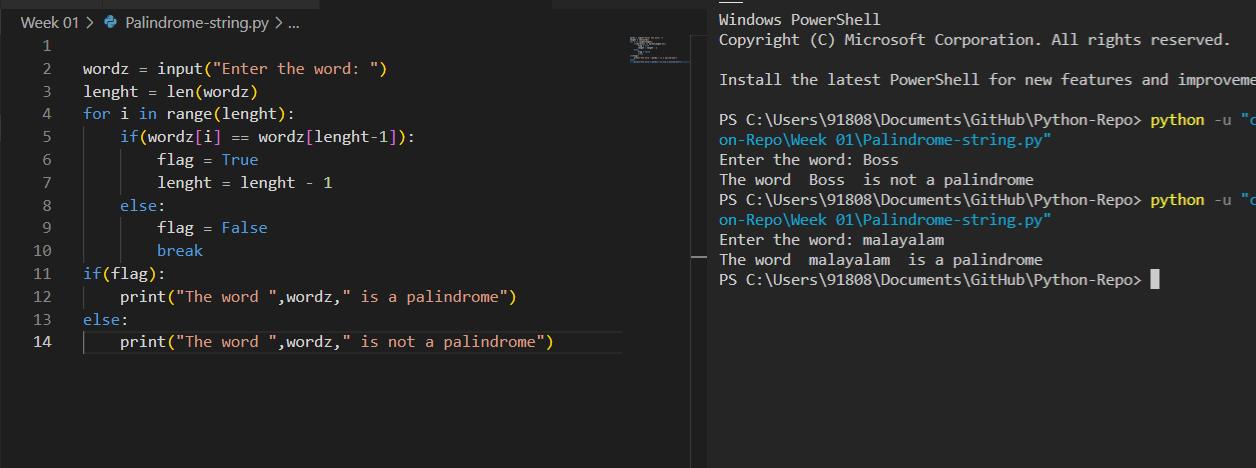 Week 01 > Palindrome-string.py > ...
1
2 wordz = input("Enter the word: ")
3 lenght = len(wordz)
4 for i in range(lenght):
5     if(wordz[i] == wordz[lenght-1]):
6         flag = True
7         lenght = lenght - 1
8     else:
9         flag = False
10         break
11 if(flag):
12     print("The word ",wordz," is a palindrome")
13 else:
14     print("The word ",wordz," is not a palindrome")
Windows PowerShell
Copyright (C) Microsoft Corporation. All rights reserved.
Install the latest PowerShell for new features and improveme
PS C:\Users\91808\Documents\GitHub\Python-Repo> python -u "c
on-Repo\Week 01\Palindrome-string.py"
Enter the word: Boss
The word  Boss  is not a palindrome
PS C:\Users\91808\Documents\GitHub\Python-Repo> python -u "c
on-Repo\Week 01\Palindrome-string.py"
Enter the word: malayalam
The word  malayalam  is a palindrome
PS C:\Users\91808\Documents\GitHub\Python-Repo>